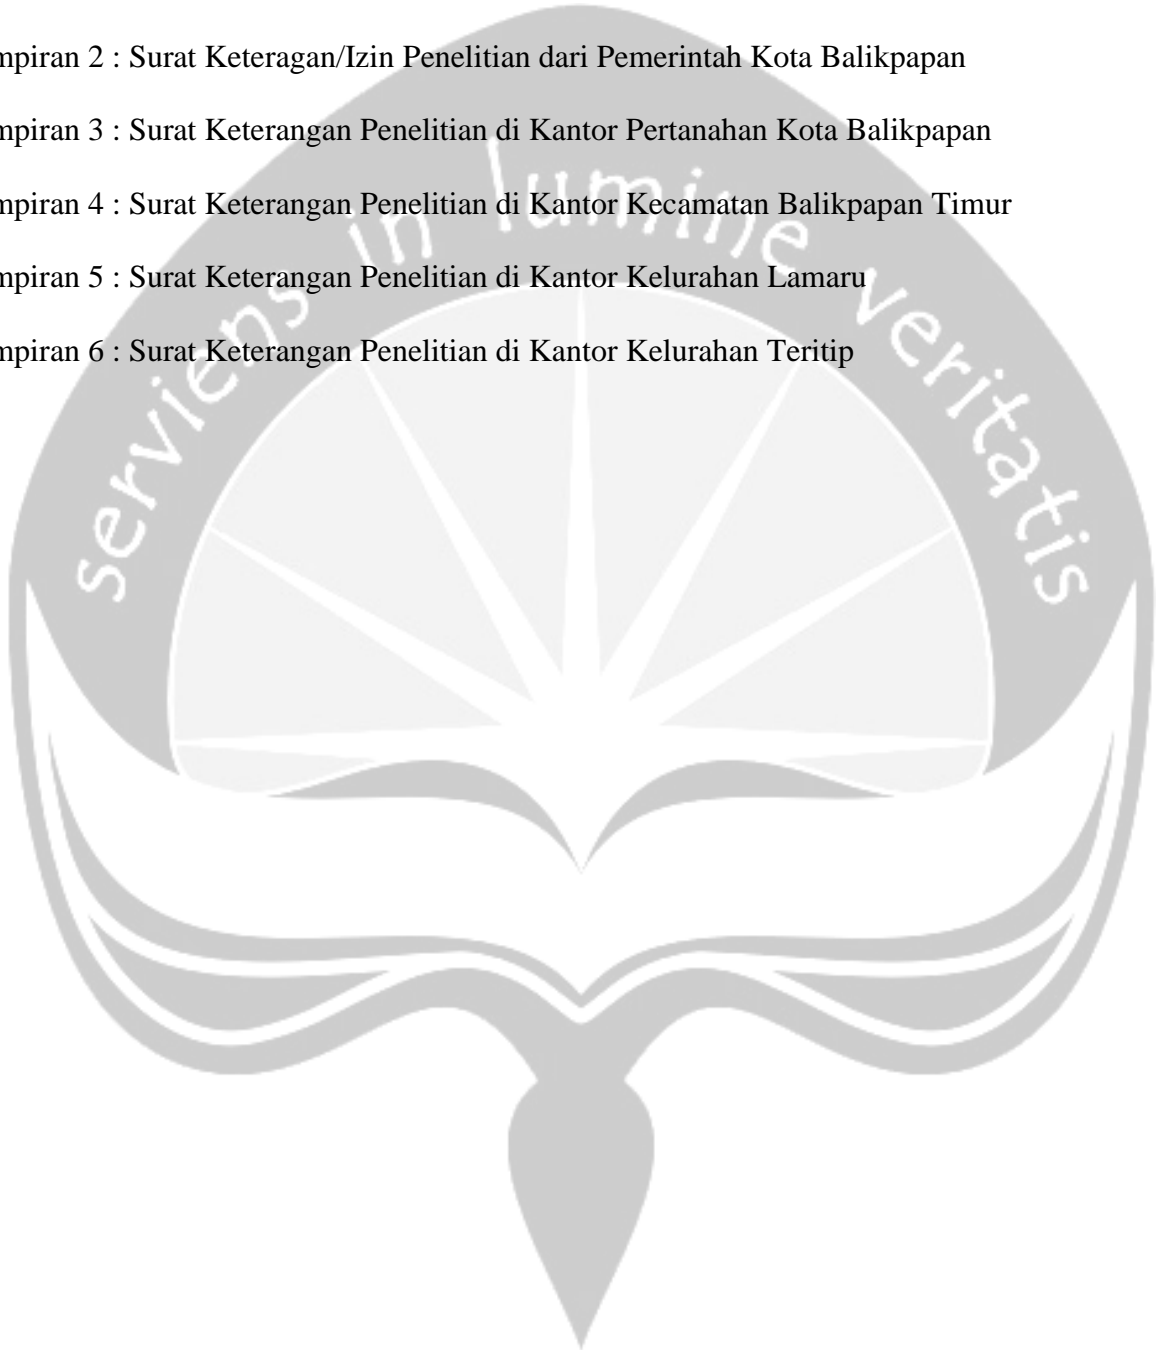 mpiran 2 : Surat Keteragan/Izin Penelitian dari Pemerintah Kota Balikpapan
mpiran 3 : Surat Keterangan Penelitian di Kantor Pertanahan Kota Balikpapan
mpiran 4 : Surat Keterangan Penelitian di Kantor Kecamatan Balikpapan Timur
mpiran 5 : Surat Keterangan Penelitian di Kantor Kelurahan Lamaru
mpiran 6 : Surat Keterangan Penelitian di Kantor Kelurahan Teritip
serviens in lumine veritatis